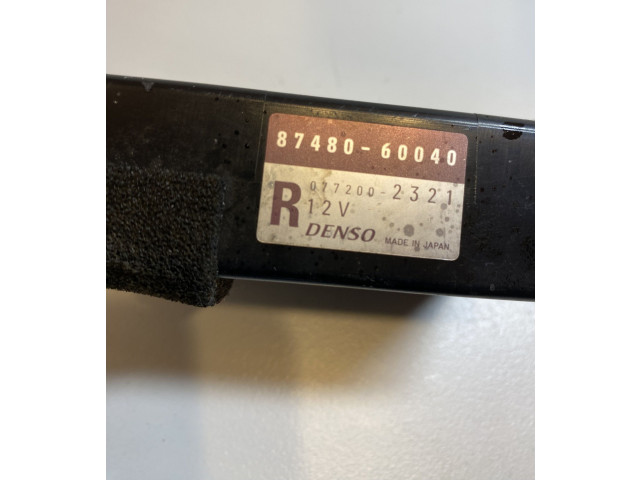 87480-60040
R
077200-2321
12V
DENSO MADE IN JAPAN